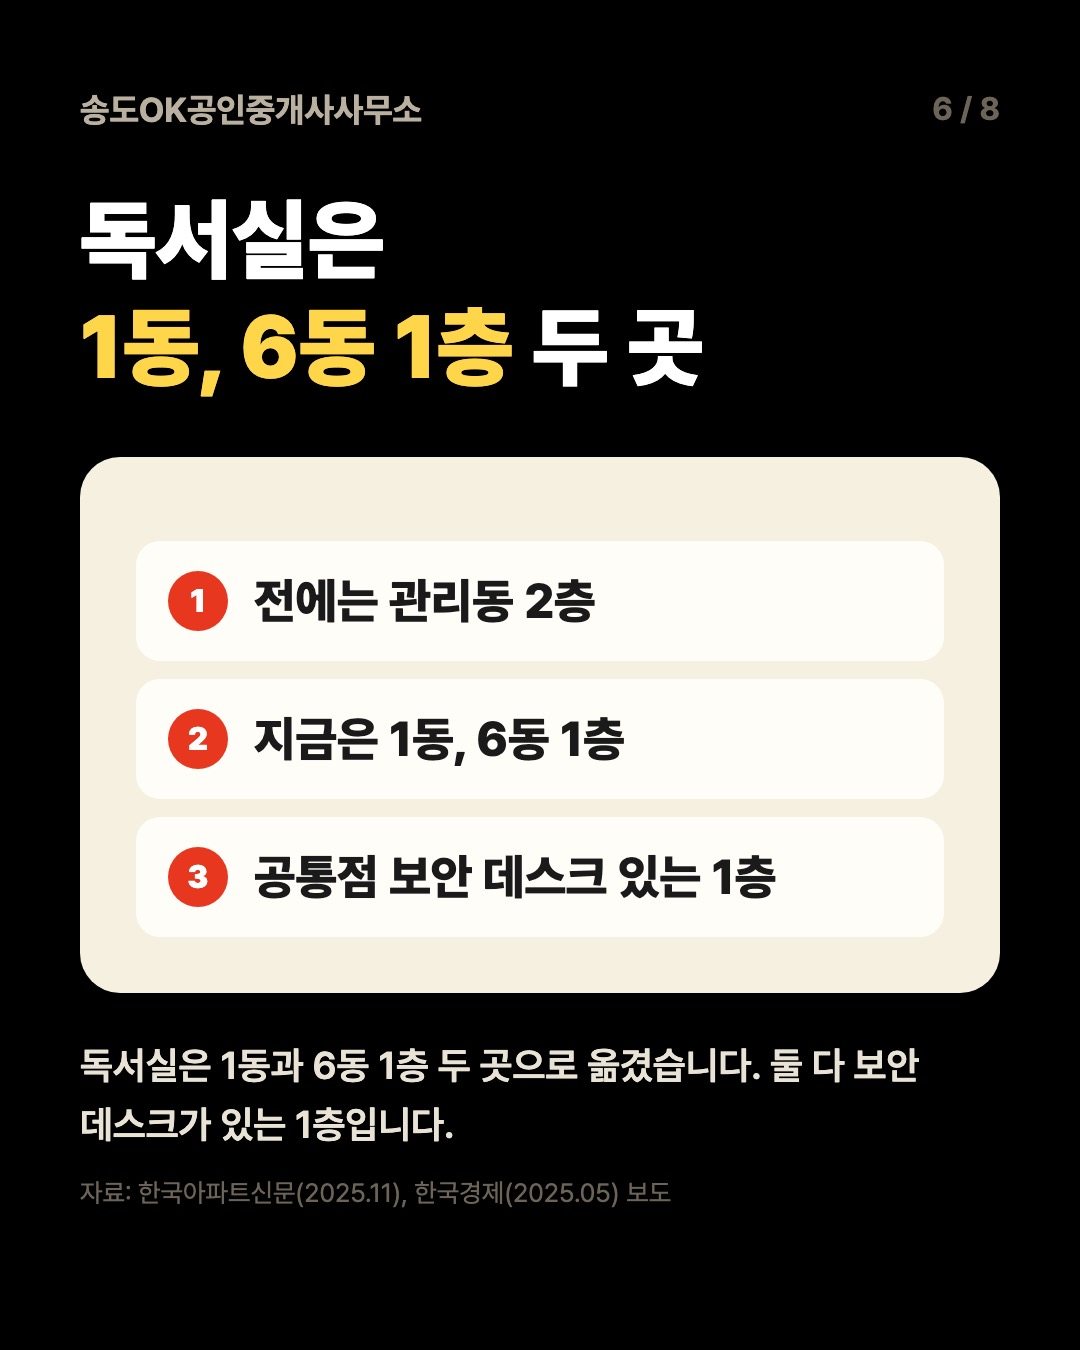 송도OK공인중개사사무소
6 / 8
독서실은
1동, 6동 1층 두 곳
1 전에는 관리동 2층
2 지금은 1동, 6동 1층
3 공통점 보안 데스크 있는 1층
독서실은 1동과 6동 1층 두 곳으로 옮겼습니다. 둘 다 보안
데스크가 있는 1층입니다.
자료: 한국아파트신문(2025.11), 한국경제(2025.05) 보도